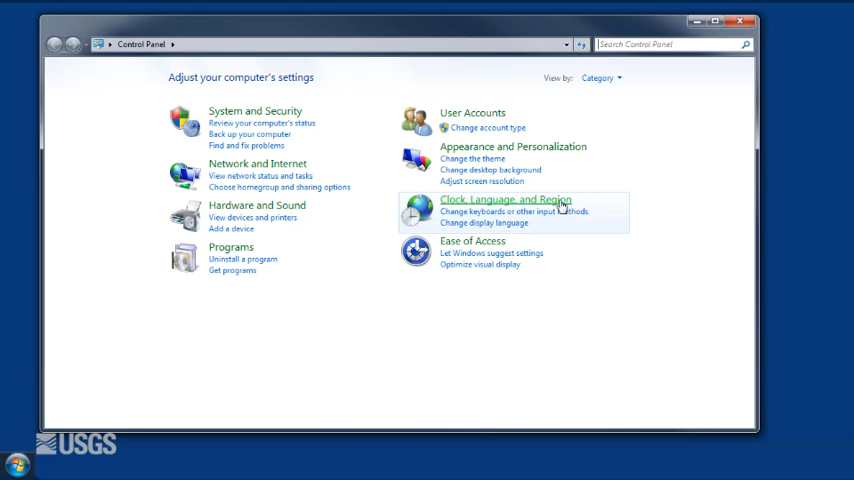 Control Panel
Search Control Panel
Adjust your computer's settings
View by: Category
System and Security
Review your computer's status
Back up your computer
Find and fix problems
Network and Internet
View network status and tasks
Choose homegroup and sharing options
Hardware and Sound
View devices and printers
Add a device
Programs
Uninstall a program
Get programs
User Accounts
Change account type
Appearance and Personalization
Change the theme
Change desktop background
Adjust screen resolution
Clock, Language, and Region
Change keyboards or other input methods
Change display language
Ease of Access
Let Windows suggest settings
Optimize visual display
USGS